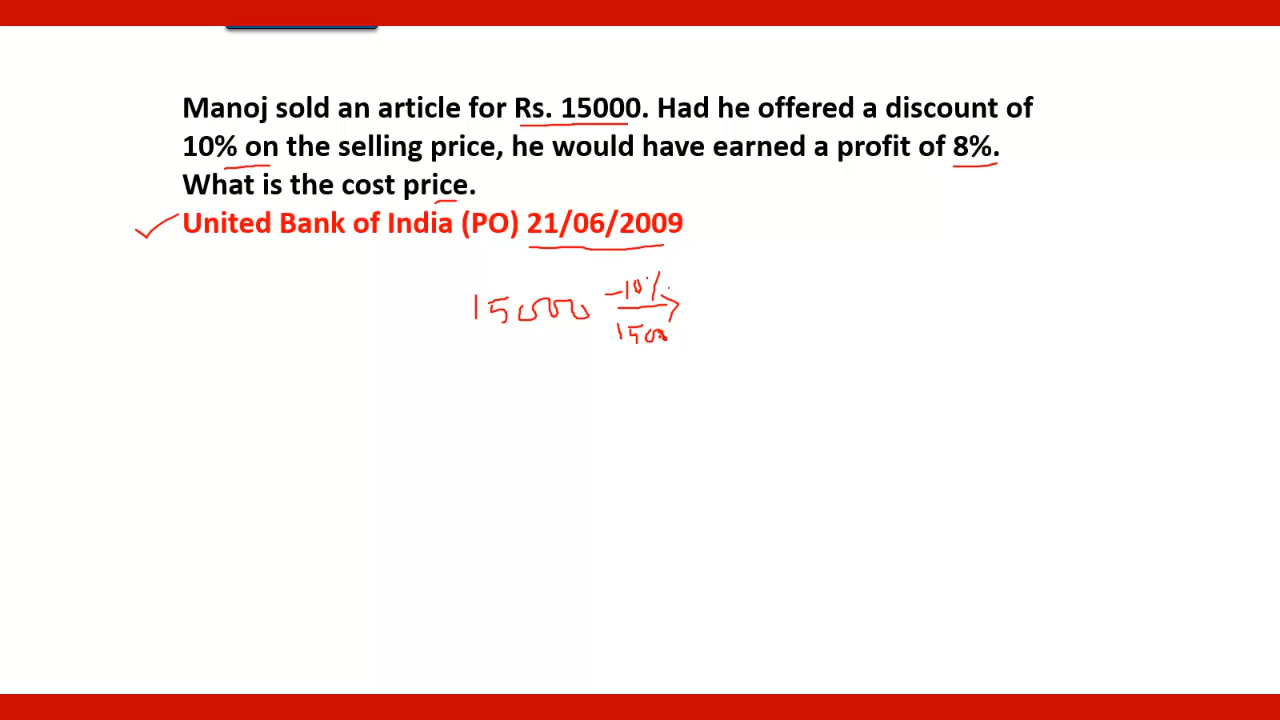 Manoj sold an article for Rs. 15000. Had he offered a discount of
10% on the selling price, he would have earned a profit of 8%.
What is the cost price.
United Bank of India (PO) 21/06/2009
15000 -10%
1500